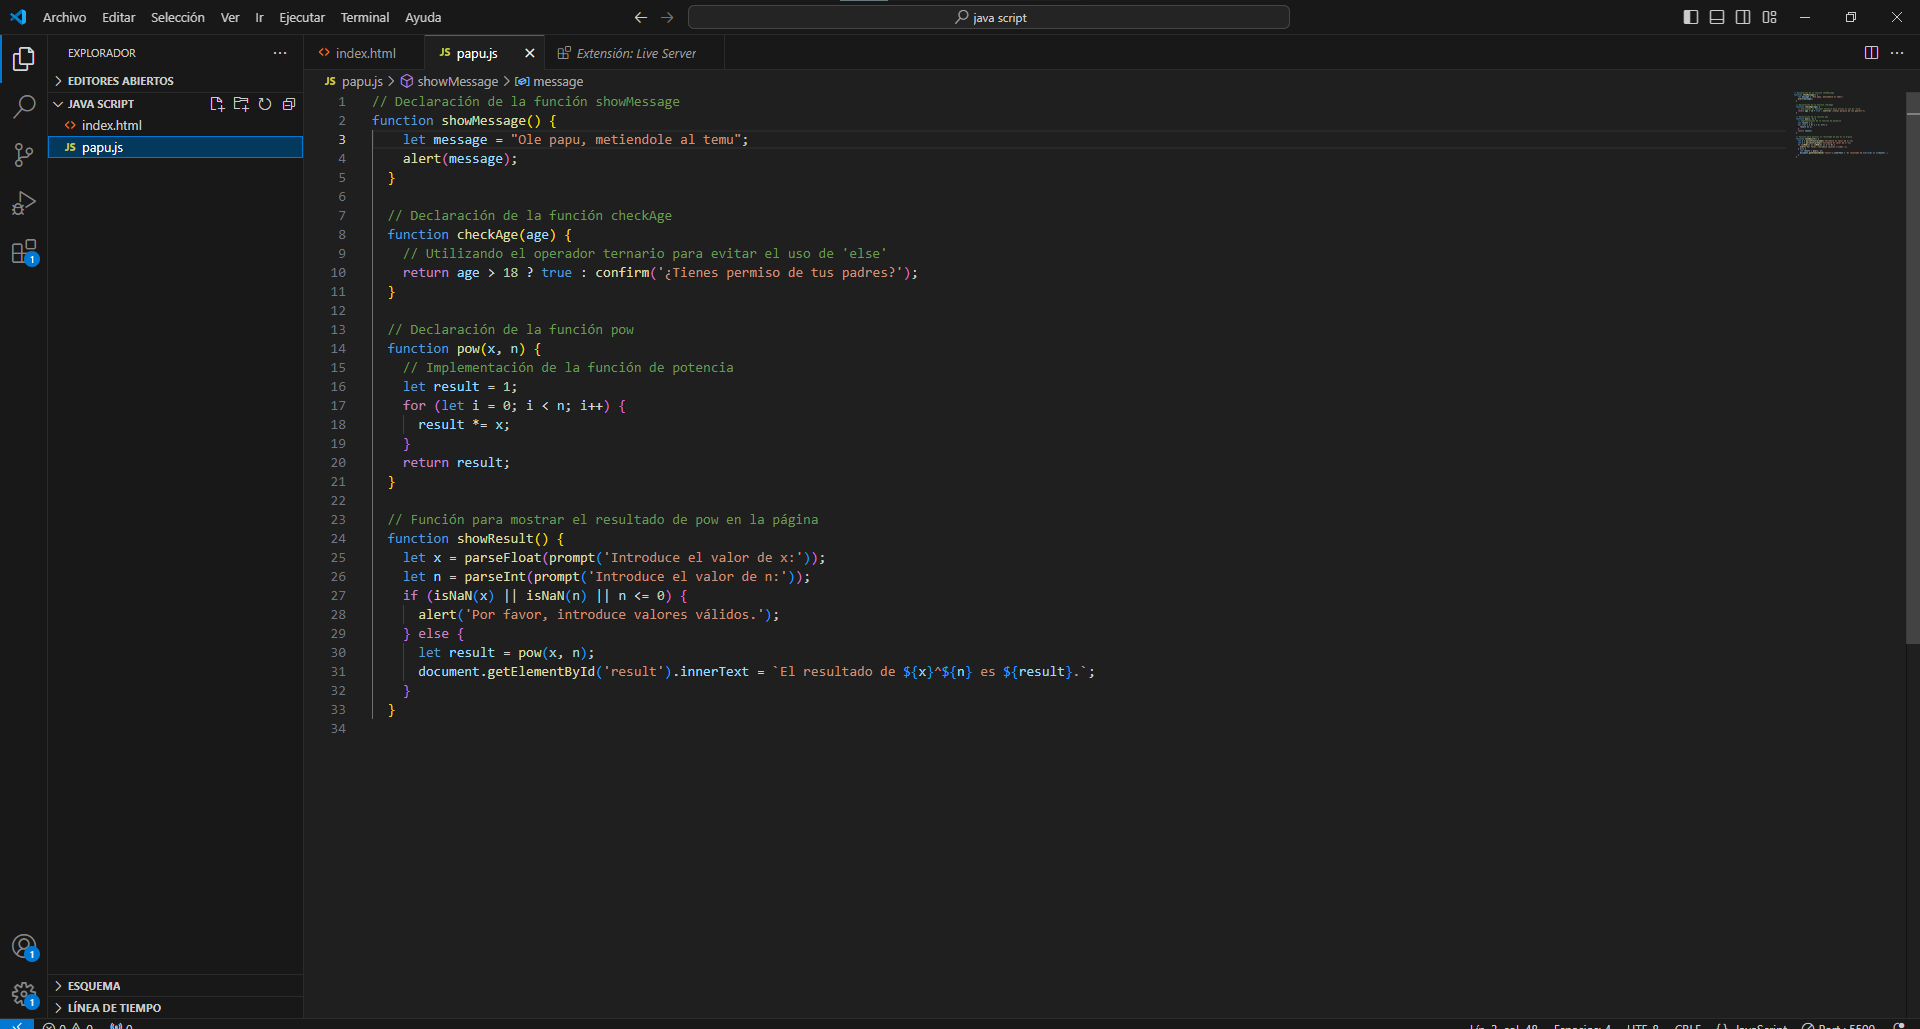 Archivo Editar Selección Ver Ir Ejecutar Terminal Ayuda
java script
EXPLORADOR
index.html
JS papu.js
Extensión: Live Server
EDITORES ABIERTOS
JAVA SCRIPT
index.html
JS papu.js
JS papu.js > showMessage > message
1 // Declaración de la función showMessage
2 function showMessage() {
3 let message = "Ole papu, metiendole al temu";
4 alert(message);
5 }
6
7 // Declaración de la función checkAge
8 function checkAge(age) {
9 // Utilizando el operador ternario para evitar el uso de 'else'
10 return age > 18 ? true : confirm('¿Tienes permiso de tus padres?');
11 }
12
13 // Declaración de la función pow
14 function pow(x, n) {
15 // Implementación de la función de potencia
16 let result = 1;
17 for (let i = 0; i < n; i++) {
18 result *= x;
19 }
20 return result;
21 }
22
23 // Función para mostrar el resultado de pow en la página
24 function showResult() {
25 let x = parseFloat(prompt('Introduce el valor de x:'));
26 let n = parseInt(prompt('Introduce el valor de n:'));
27 if (isNaN(x) || isNaN(n) || n <= 0) {
28 alert('Por favor, introduce valores válidos.');
29 } else {
30 let result = pow(x, n);
31 document.getElementById('result').innerText = `El resultado de ${x}^${n} es ${result}.`;
32 }
33 }
34
1
1
1
ESQUEMA
LÍNEA DE TIEMPO